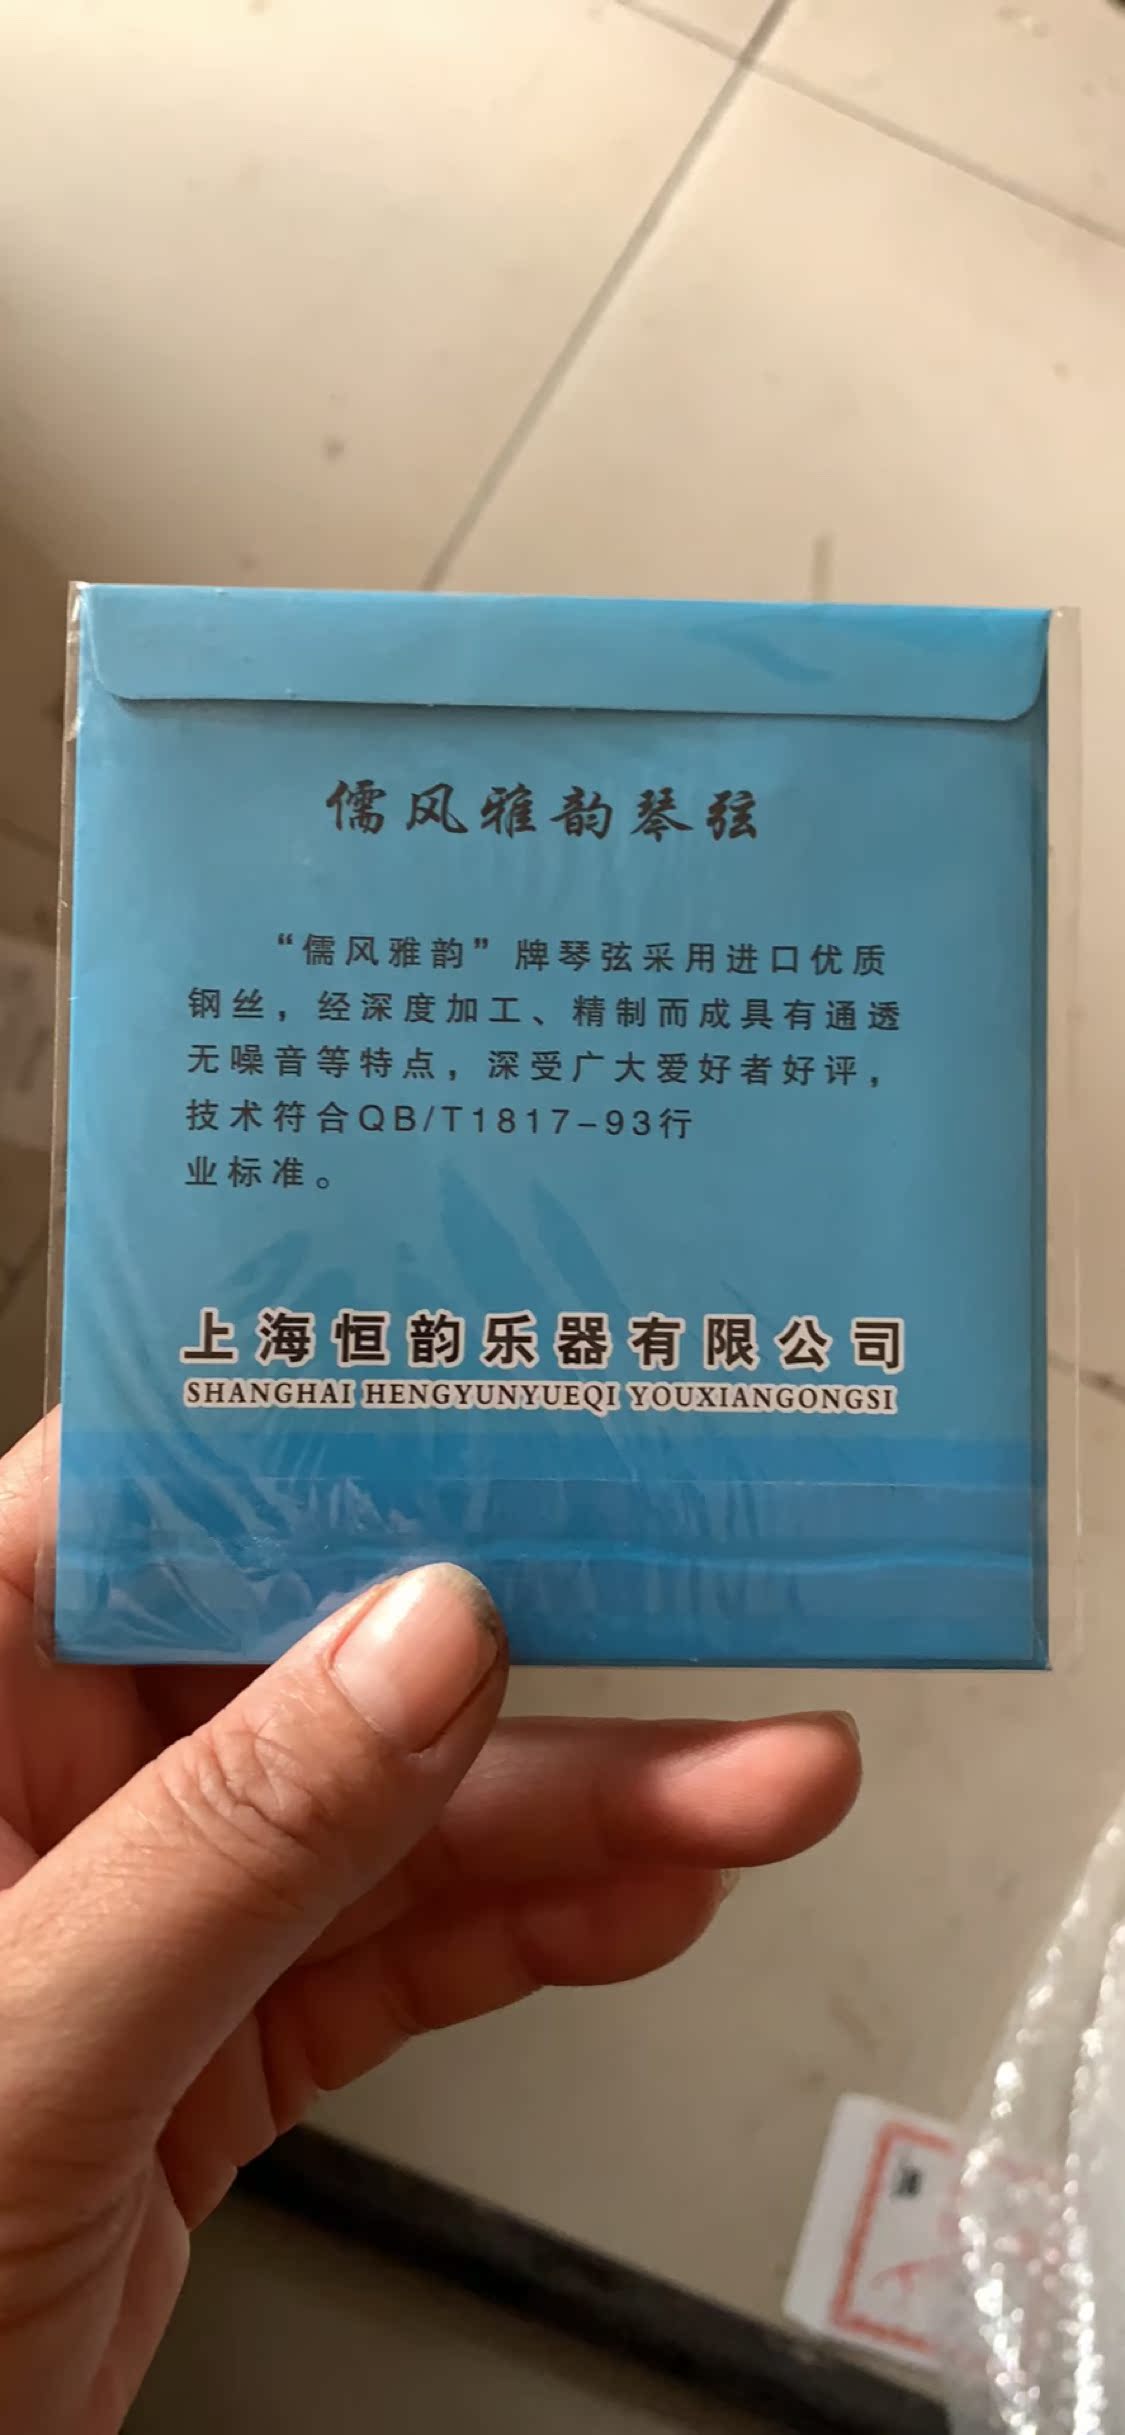 儒风雅韵琴弦
“儒风雅韵”牌琴弦采用进口优质
钢丝，经深度加工、精制而成具有通透
无噪音等特点，深受广大爱好者好评，
技术符合QB/T1817-93行
业标准。
上海恒韵乐器有限公司
SHANGHAI HENGYUNYUEQI YOUXIANGONGSI